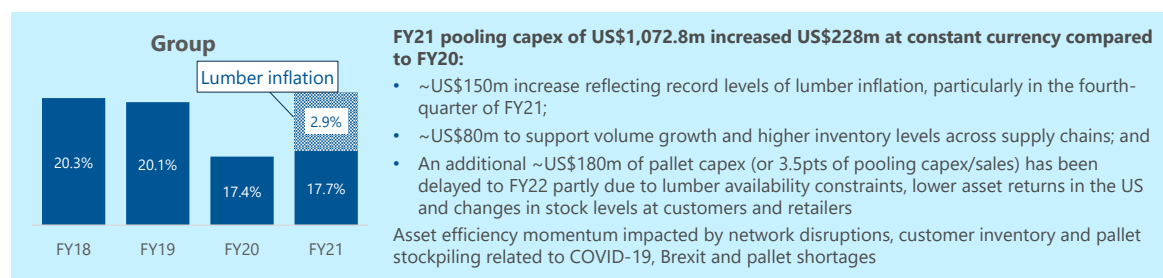 Group
Lumber inflation
2.9%
20.3%
20.1%
17.4%
17.7%
FY18
FY19
FY20
FY21
FY21 pooling capex of US$1,072.8m increased US$228m at constant currency compared
to FY20:
• ~US$150m increase reflecting record levels of lumber inflation, particularly in the fourth-
quarter of FY21;
• ~US$80m to support volume growth and higher inventory levels across supply chains; and
• An additional ~US$180m of pallet capex (or 3.5pts of pooling capex/sales) has been
delayed to FY22 partly due to lumber availability constraints, lower asset returns in the US
and changes in stock levels at customers and retailers
Asset efficiency momentum impacted by network disruptions, customer inventory and pallet
stockpiling related to COVID-19, Brexit and pallet shortages